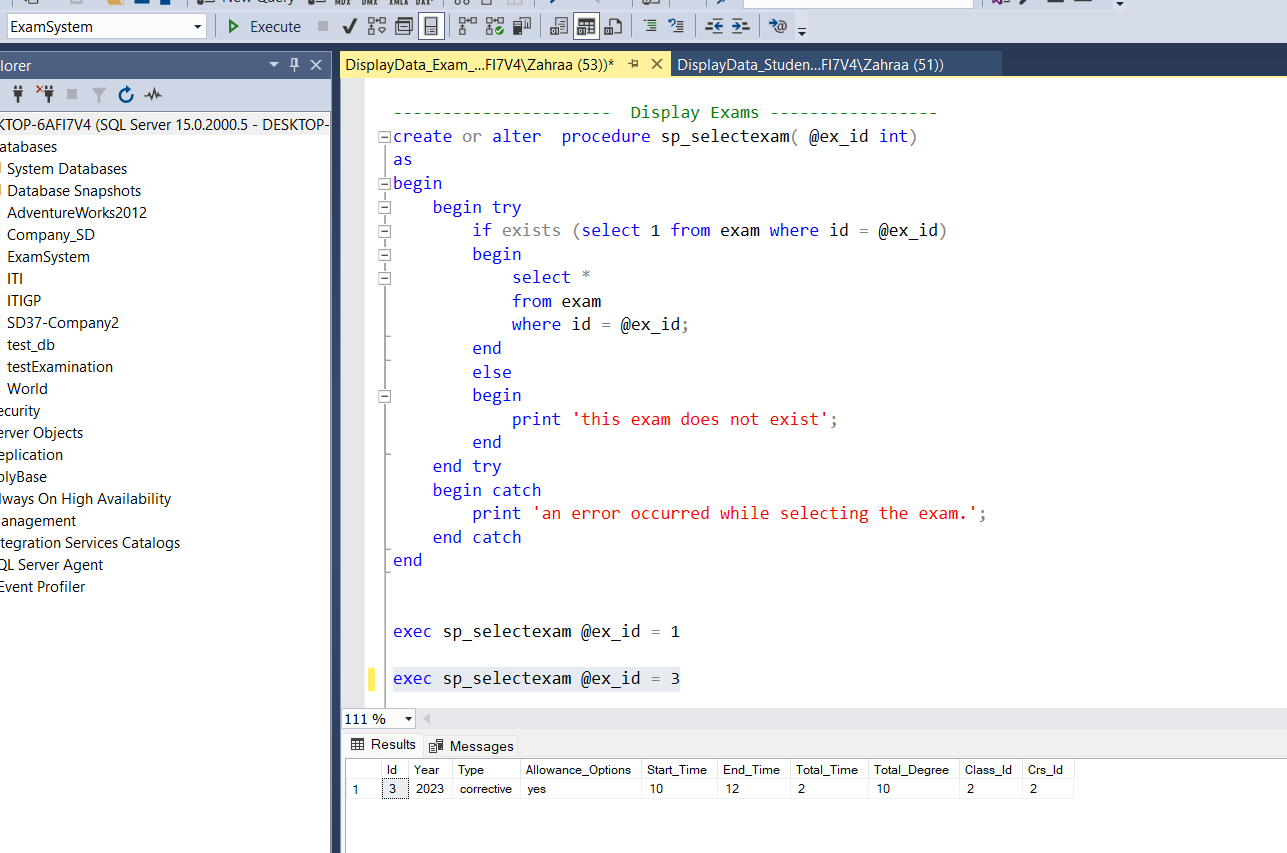 New Query MDX DMX XMLA DAX
ExamSystem Execute
lorer
DisplayData_Exam_...FI7V4\Zahraa (53))* DisplayData_Studen...FI7V4\Zahraa (51))
KTOP-6AFI7V4 (SQL Server 15.0.2000.5 - DESKTOP-
atabases
System Databases
Database Snapshots
AdventureWorks2012
Company_SD
ExamSystem
ITI
ITIGP
SD37-Company2
test_db
testExamination
World
ecurity
erver Objects
eplication
olyBase
lways On High Availability
anagement
ntegration Services Catalogs
QL Server Agent
Event Profiler
---------------------- Display Exams -----------------
create or alter  procedure sp_selectexam( @ex_id int)
as
begin
begin try
if exists (select 1 from exam where id = @ex_id)
begin
select *
from exam
where id = @ex_id;
end
else
begin
print 'this exam does not exist';
end
end try
begin catch
print 'an error occurred while selecting the exam.';
end catch
end
exec sp_selectexam @ex_id = 1
exec sp_selectexam @ex_id = 3
111 %
Results Messages
Id Year Type Allowance_Options Start_Time End_Time Total_Time Total_Degree Class_Id Crs_Id
1 3 2023 corrective yes 10 12 2 10 2 2